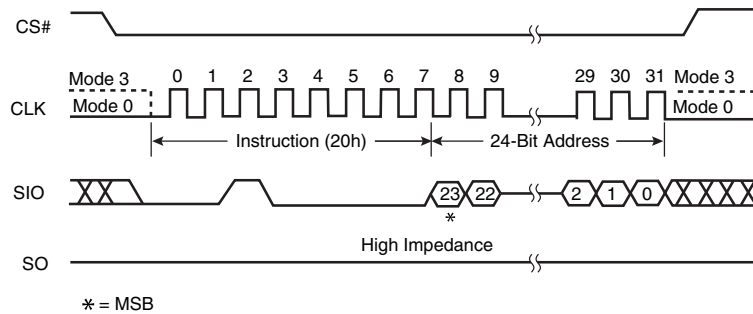 CS#
Mode 3 0 1 2 3 4 5 6 7 8 9 29 30 31 Mode 3
CLK Mode 0 Mode 0
Instruction (20h) 24-Bit Address
SIO 23 22 2 1 0
*
High Impedance
SO
* = MSB